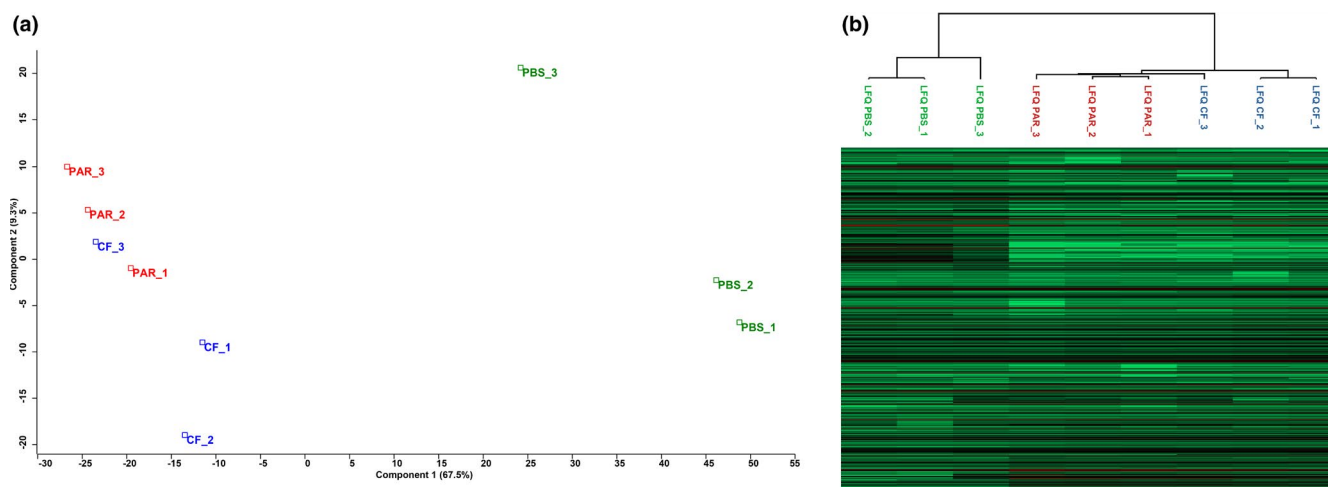 (a)
20
15
10
5
0
-5
-10
-15
-20
Component 2 (9.3%)
PBS_3
PAR_3
PAR_2
CF_3
PAR_1
PBS_2
PBS_1
CF_1
CF_2
-30 -25 -20 -15 -10 -5 0 5 10 15 20 25 30 35 40 46 50 55
Component 1 (67.5%)
(b)
LFQ PBS_2
LFQ PBS_1
LFQ PBS_3
LFQ PAR_3
LFQ PAR_2
LFQ PAR_1
LFQ CF_3
LFQ CF_2
LFQ CF_1